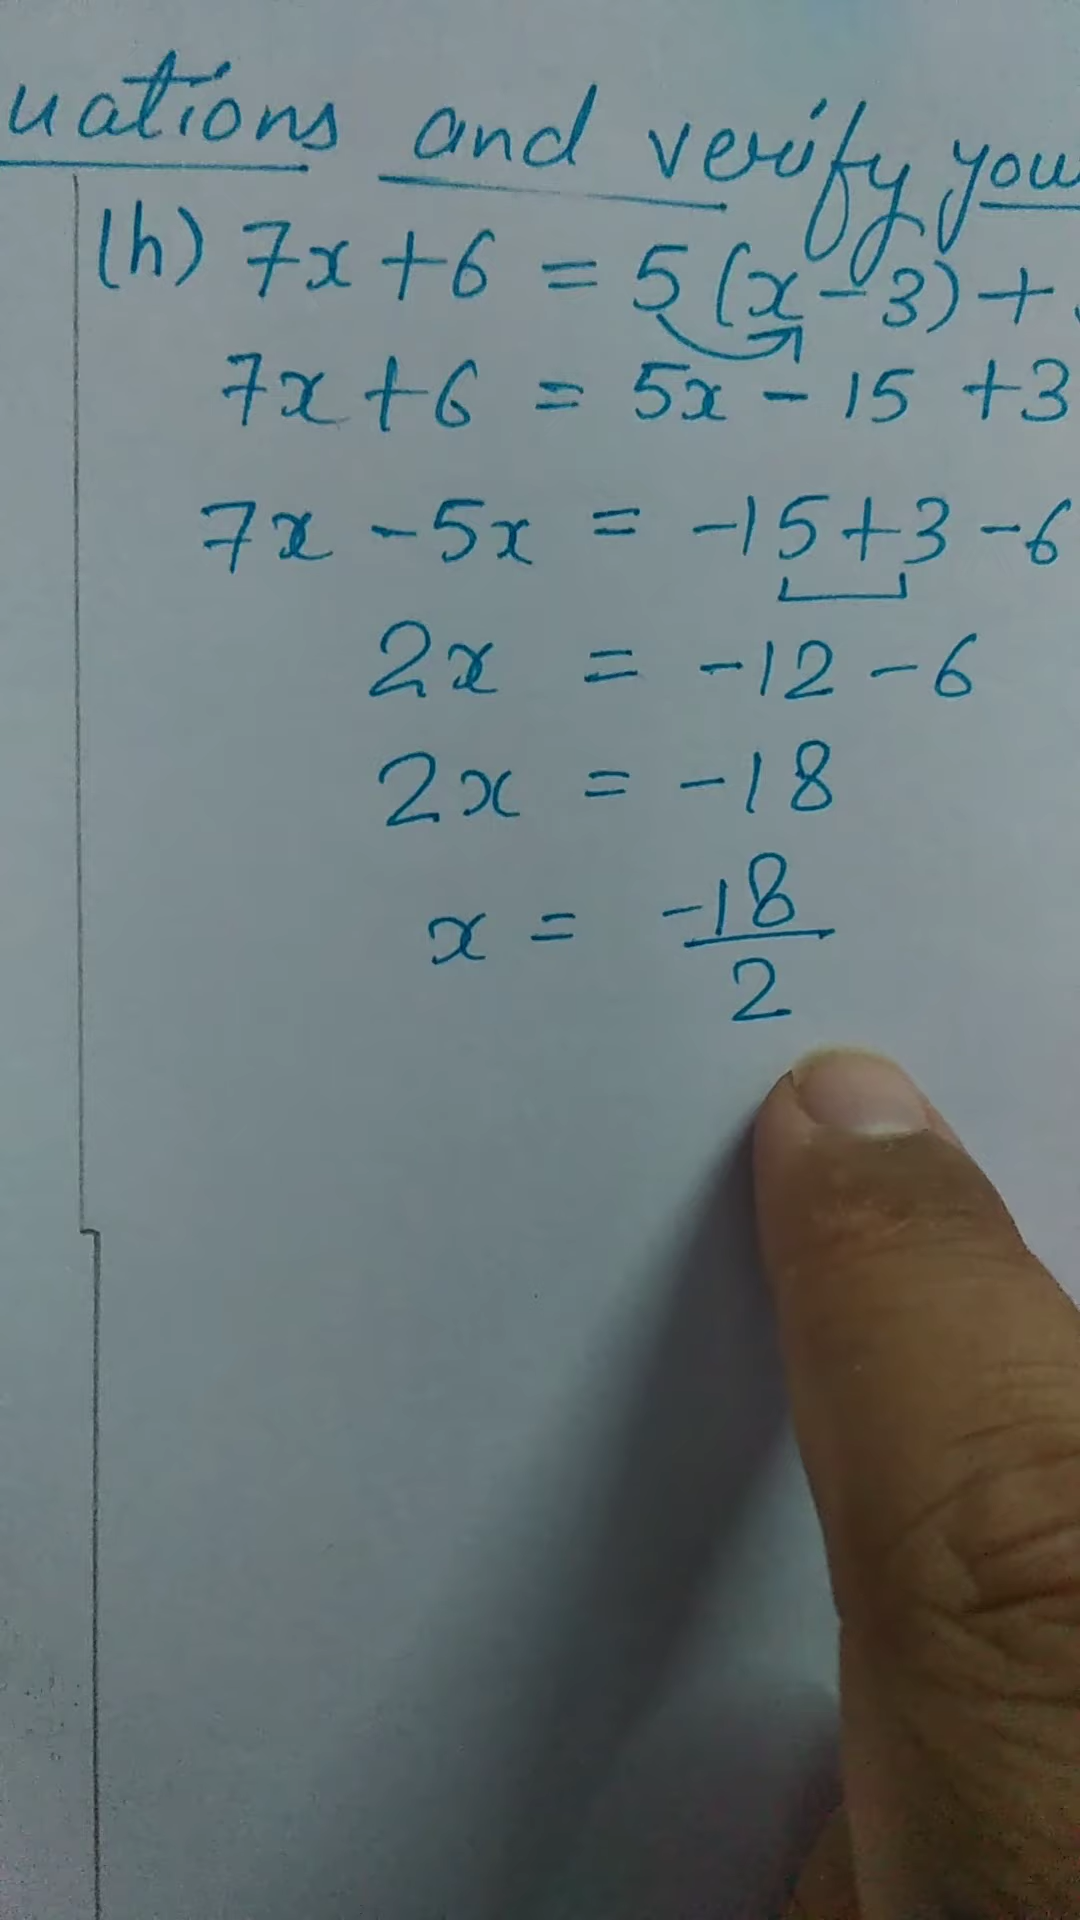 uations and verify you
(h) 7x + 6 = 5 (x - 3) +
7x + 6 = 5x - 15 + 3
7x - 5x = -15 + 3 - 6
2x = -12 - 6
2x = -18
x = -18/2